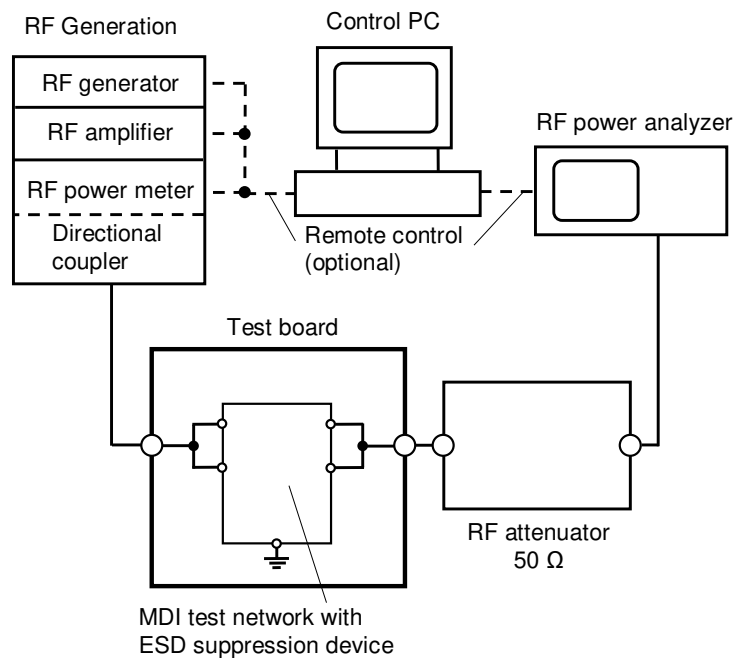 RF Generation
Control PC
RF generator
RF amplifier
RF power analyzer
RF power meter
Directional
coupler
Remote control
(optional)
Test board
RF attenuator
50 Ω
MDI test network with
ESD suppression device